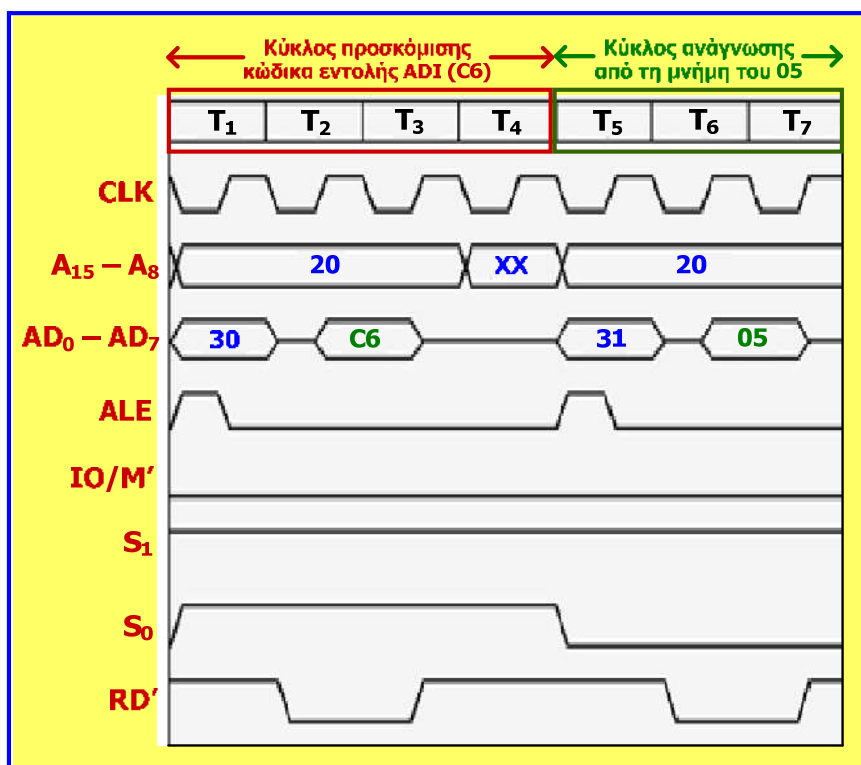 Κύκλος προσκόμισης
κώδικα εντολής ADI (C6)
Κύκλος ανάγνωσης
από τη μνήμη του 05
T₁ T₂ T₃ T₄ T₅ T₆ T₇
CLK
A₁₅ – A₈ 20 XX 20
AD₀ – AD₇ 30 C6 31 05
ALE
IO/M’
S₁
S₀
RD’